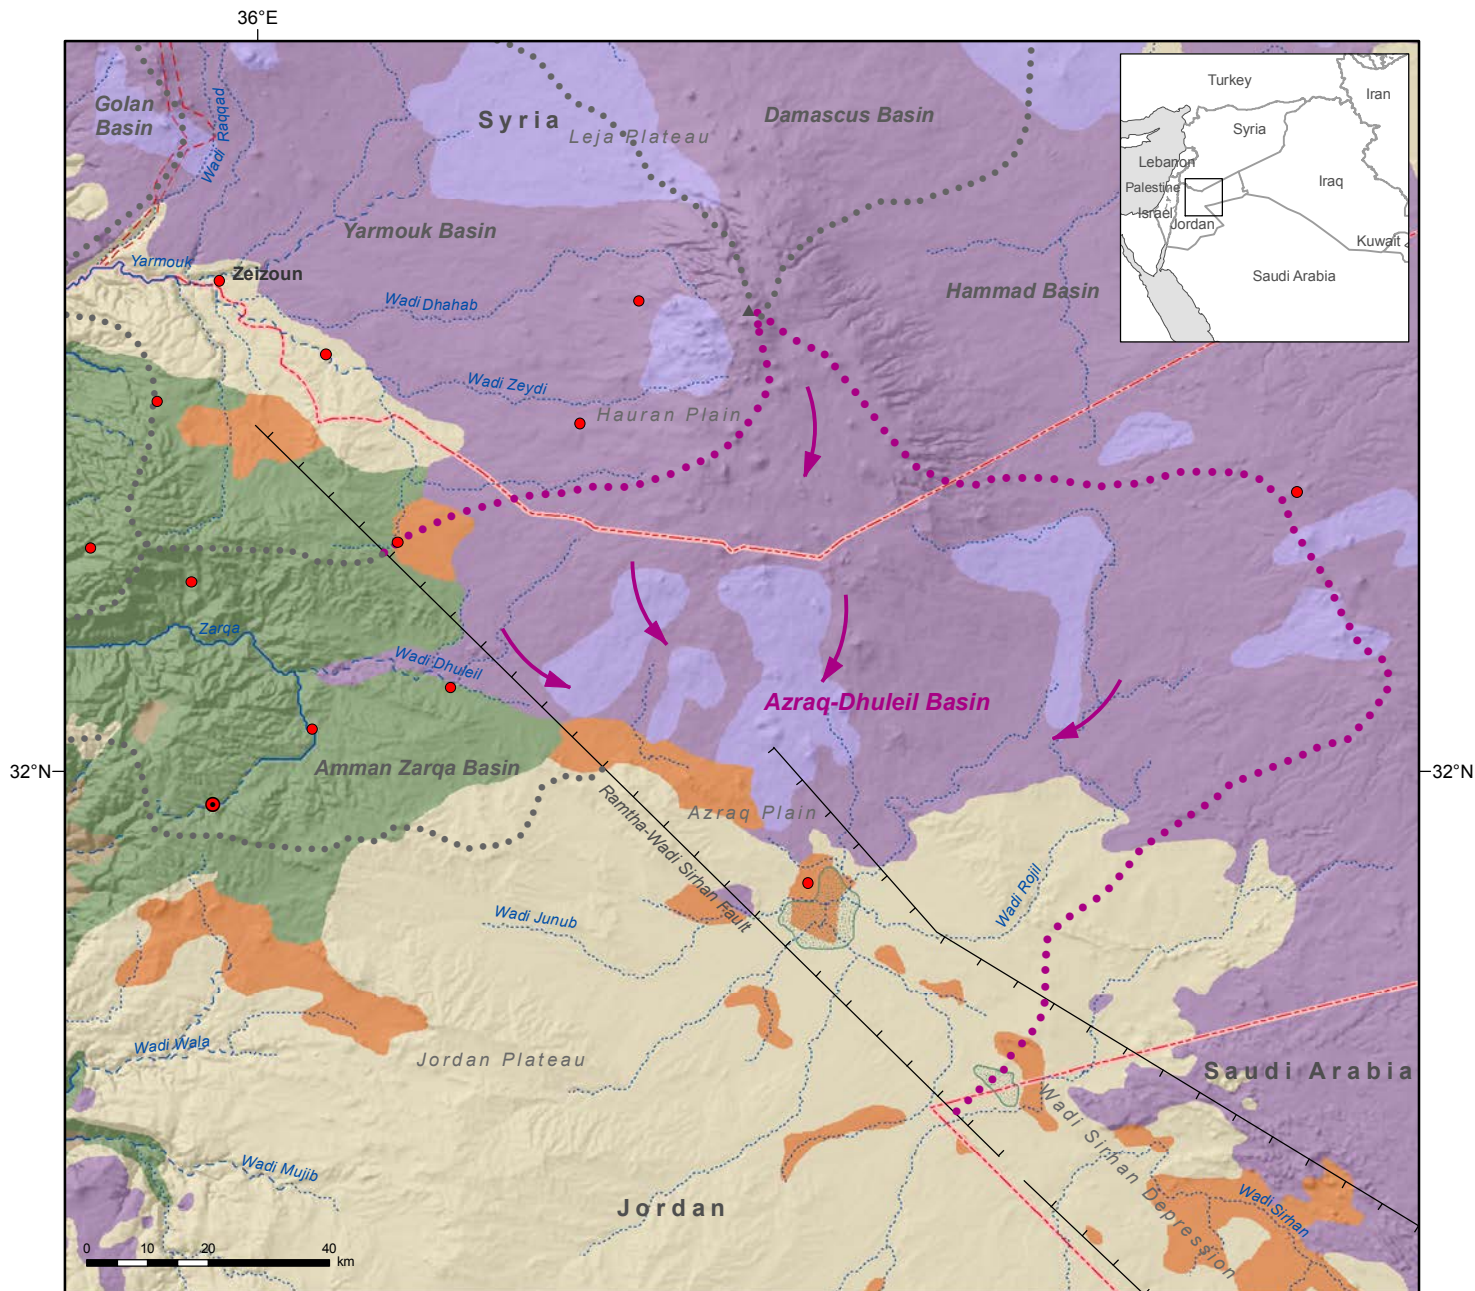 36°E
Golan
Basin
Wadi Raqqad
Syria
Leja Plateau
Damascus Basin
Turkey
Iran
Syria
Lebanon
Iraq
Palestine
Israel
Jordan
Kuwait
Saudi Arabia
Yarmouk Basin
Yarmouk
Zeizoun
Wadi Dhahab
Hammad Basin
Wadi Zeydi
Hauran Plain
Zarqa
Wadi Dhuleil
Azraq-Dhuleil Basin
32°N
32°N
Amman Zarqa Basin
Ramtha-Wadi Sirhan Fault
Azraq Plain
Wadi Rojil
Wadi Junub
Wadi Wala
Jordan Plateau
Saudi Arabia
Wadi Sirhan Depression
Wadi Mujib
Wadi Sirhan
Jordan
0 10 20 40
km